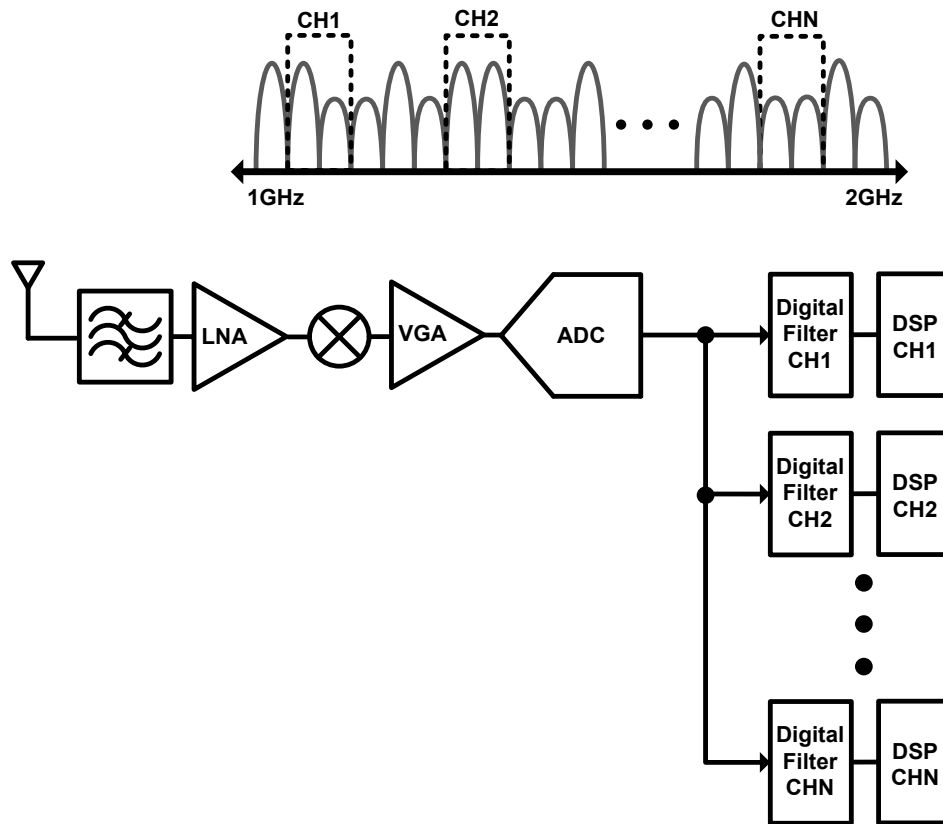 CH1
CH2
CHN
1GHz
2GHz
LNA
VGA
ADC
Digital
Filter
CH1
DSP
CH1
Digital
Filter
CH2
DSP
CH2
Digital
Filter
CHN
DSP
CHN